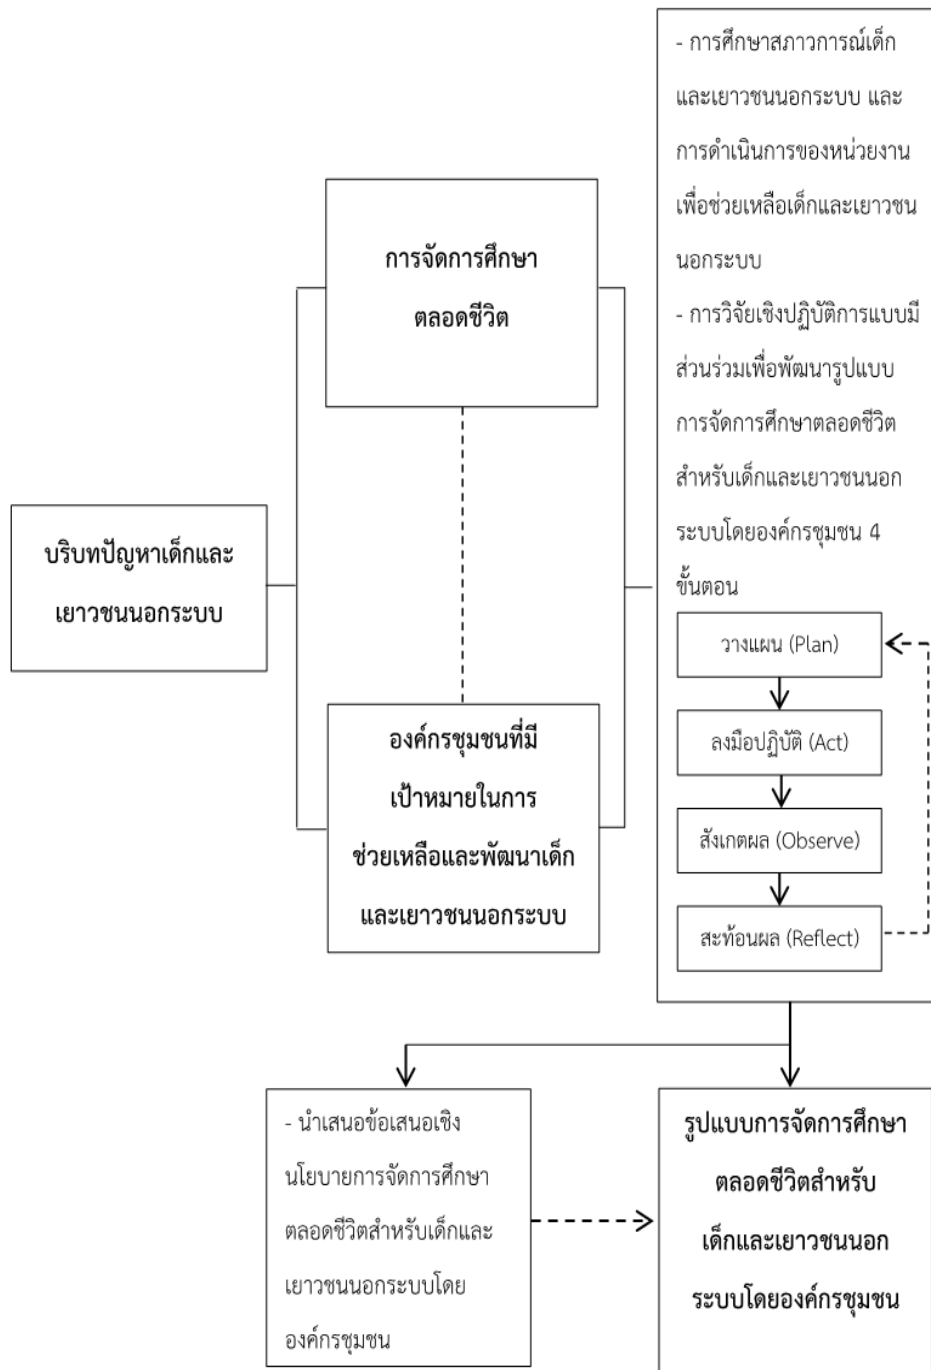 บริบทปัญหาเด็กและ
เยาวชนนอกระบบ
การจัดการศึกษา
ตลอดชีวิต
องค์กรชุมชนที่มี
เป้าหมายในการ
ช่วยเหลือและพัฒนาเด็ก
และเยาวชนนอกระบบ
- การศึกษาสภาวการณ์เด็ก
และเยาวชนนอกระบบ และ
การดำเนินการของหน่วยงาน
เพื่อช่วยเหลือเด็กและเยาวชน
นอกระบบ
- การวิจัยเชิงปฏิบัติการแบบมี
ส่วนร่วมเพื่อพัฒนารูปแบบ
การจัดการศึกษาตลอดชีวิต
สำหรับเด็กและเยาวชนนอก
ระบบโดยองค์กรชุมชน 4
ขั้นตอน
วางแผน (Plan)
ลงมือปฏิบัติ (Act)
สังเกตผล (Observe)
สะท้อนผล (Reflect)
- นำเสนอข้อเสนอเชิง
นโยบายการจัดการศึกษา
ตลอดชีวิตสำหรับเด็กและ
เยาวชนนอกระบบโดย
องค์กรชุมชน
รูปแบบการจัดการศึกษา
ตลอดชีวิตสำหรับ
เด็กและเยาวชนนอก
ระบบโดยองค์กรชุมชน